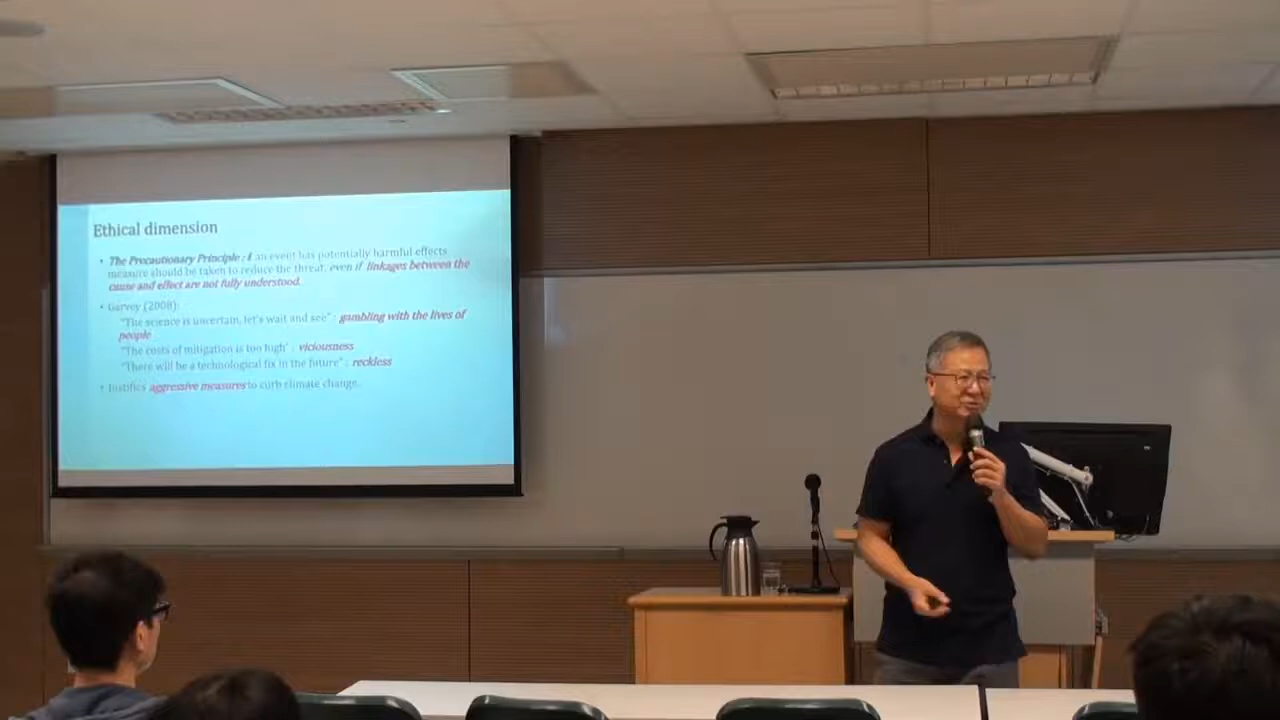 Ethical dimension
• The Precautionary Principle : if an event has potentially harmful effects,
measure should be taken to reduce the threat, even if linkages between the
cause and effect are not fully understood.
• Garvey (2008):
"The science is uncertain, let's wait and see" : gambling with the lives of
people
"The costs of mitigation is too high" : viciousness
"There will be a technological fix in the future" : reckless
• Justifies aggressive measures to curb climate change.